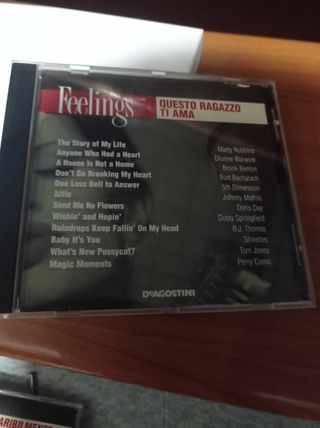 Feelings
QUESTO RAGAZZO
TI AMA
The Story of My Life Marty Robbins
Anyone Who Had a Heart Dionne Warwick
A House Is Not a Home Brook Benton
Don't Go Breaking My Heart Burt Bacharach
One Less Bell to Answer 5th Dimension
Alfie Johnny Mathis
Send Me No Flowers Doris Day
Wishin' and Hopin' Dusty Springfield
Raindrops Keep Fallin' On My Head B.J. Thomas
Baby It's You Shirelles
What's New Pussycat? Tom Jones
Magic Moments Perry Como
DeAGOSTINI